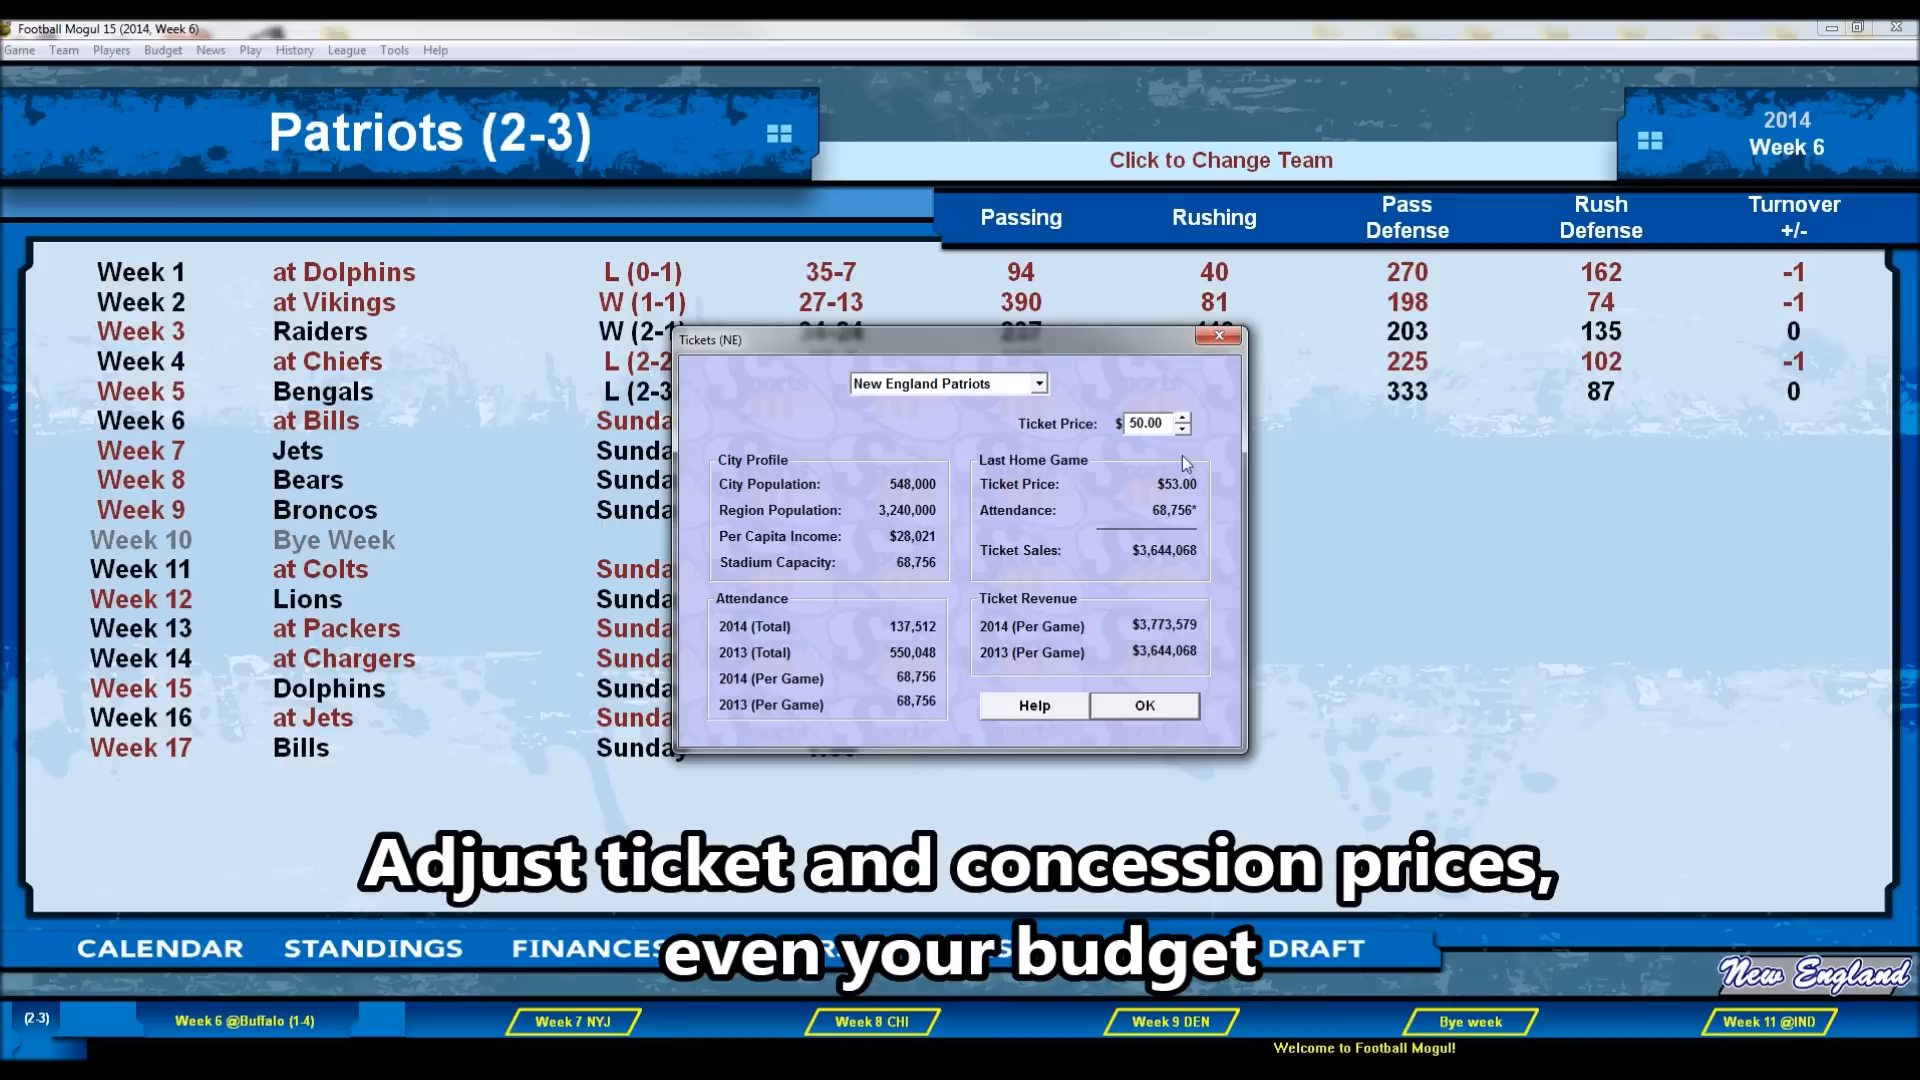 Football Mogul 15 (2014, Week 6)
Game Team Players Budget News Play History League Tools Help
Patriots (2-3)
Click to Change Team
2014
Week 6
Passing Rushing Pass Defense Rush Defense Turnover +/-
Week 1 at Dolphins L (0-1) 35-7 94 40 270 162 -1
Week 2 at Vikings W (1-1) 27-13 390 81 198 74 -1
Week 3 Raiders W (2-1) 203 135 0
Week 4 at Chiefs L (2-2 225 102 -1
Week 5 Bengals L (2-3 333 87 0
Week 6 at Bills Sunda
Week 7 Jets Sunda
Week 8 Bears Sunda
Week 9 Broncos Sunda
Week 10 Bye Week
Week 11 at Colts Sunda
Week 12 Lions Sunda
Week 13 at Packers Sunda
Week 14 at Chargers Sunda
Week 15 Dolphins Sunda
Week 16 at Jets Sunda
Week 17 Bills Sunday
Tickets (NE)
New England Patriots
Ticket Price: $ 50.00
City Profile
City Population: 548,000
Region Population: 3,240,000
Per Capita Income: $28,021
Stadium Capacity: 68,756
Last Home Game
Ticket Price: $53.00
Attendance: 68,756*
Ticket Sales: $3,644,068
Attendance
2014 (Total) 137,512
2013 (Total) 550,048
2014 (Per Game) 68,756
2013 (Per Game) 68,756
Ticket Revenue
2014 (Per Game) $3,773,579
2013 (Per Game) $3,644,068
Help OK
Adjust ticket and concession prices,
even your budget
CALENDAR STANDINGS FINANCES DRAFT
New England
(2-3) Week 6 @Buffalo (1-4) Week 7 NYJ Week 8 CHI Week 9 DEN Bye week Week 11 @IND
Welcome to Football Mogul!